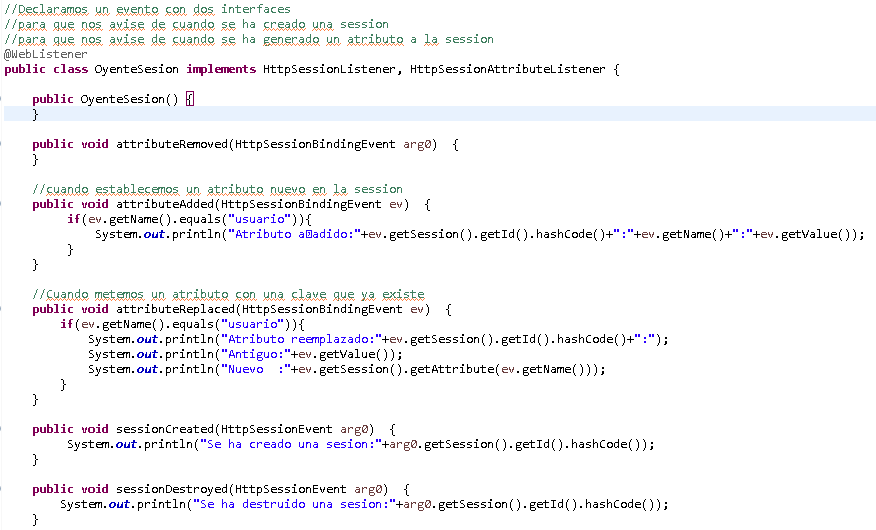 //Declaramos un evento con dos interfaces
//para que nos avise de cuando se ha creado una session
//para que nos avise de cuando se ha generado un atributo a la session
@WebListener
public class OyenteSesion implements HttpSessionListener, HttpSessionAttributeListener {
public OyenteSesion() {
}
public void attributeRemoved(HttpSessionBindingEvent arg0)  {
}
//cuando establecemos un atributo nuevo en la session
public void attributeAdded(HttpSessionBindingEvent ev)  {
if(ev.getName().equals("usuario")){
System.out.println("Atributo a�adido:"+ev.getSession().getId().hashCode()+":"+ev.getName()+":"+ev.getValue());
}
}
//Cuando metemos un atributo con una clave que ya existe
public void attributeReplaced(HttpSessionBindingEvent ev)  {
if(ev.getName().equals("usuario")){
System.out.println("Atributo reemplazado:"+ev.getSession().getId().hashCode()+":");
System.out.println("Antiguo:"+ev.getValue());
System.out.println("Nuevo  :"+ev.getSession().getAttribute(ev.getName()));
}
}
public void sessionCreated(HttpSessionEvent arg0)  {
System.out.println("Se ha creado una sesion:"+arg0.getSession().getId().hashCode());
}
public void sessionDestroyed(HttpSessionEvent arg0)  {
System.out.println("Se ha destruido una sesion:"+arg0.getSession().getId().hashCode());
}